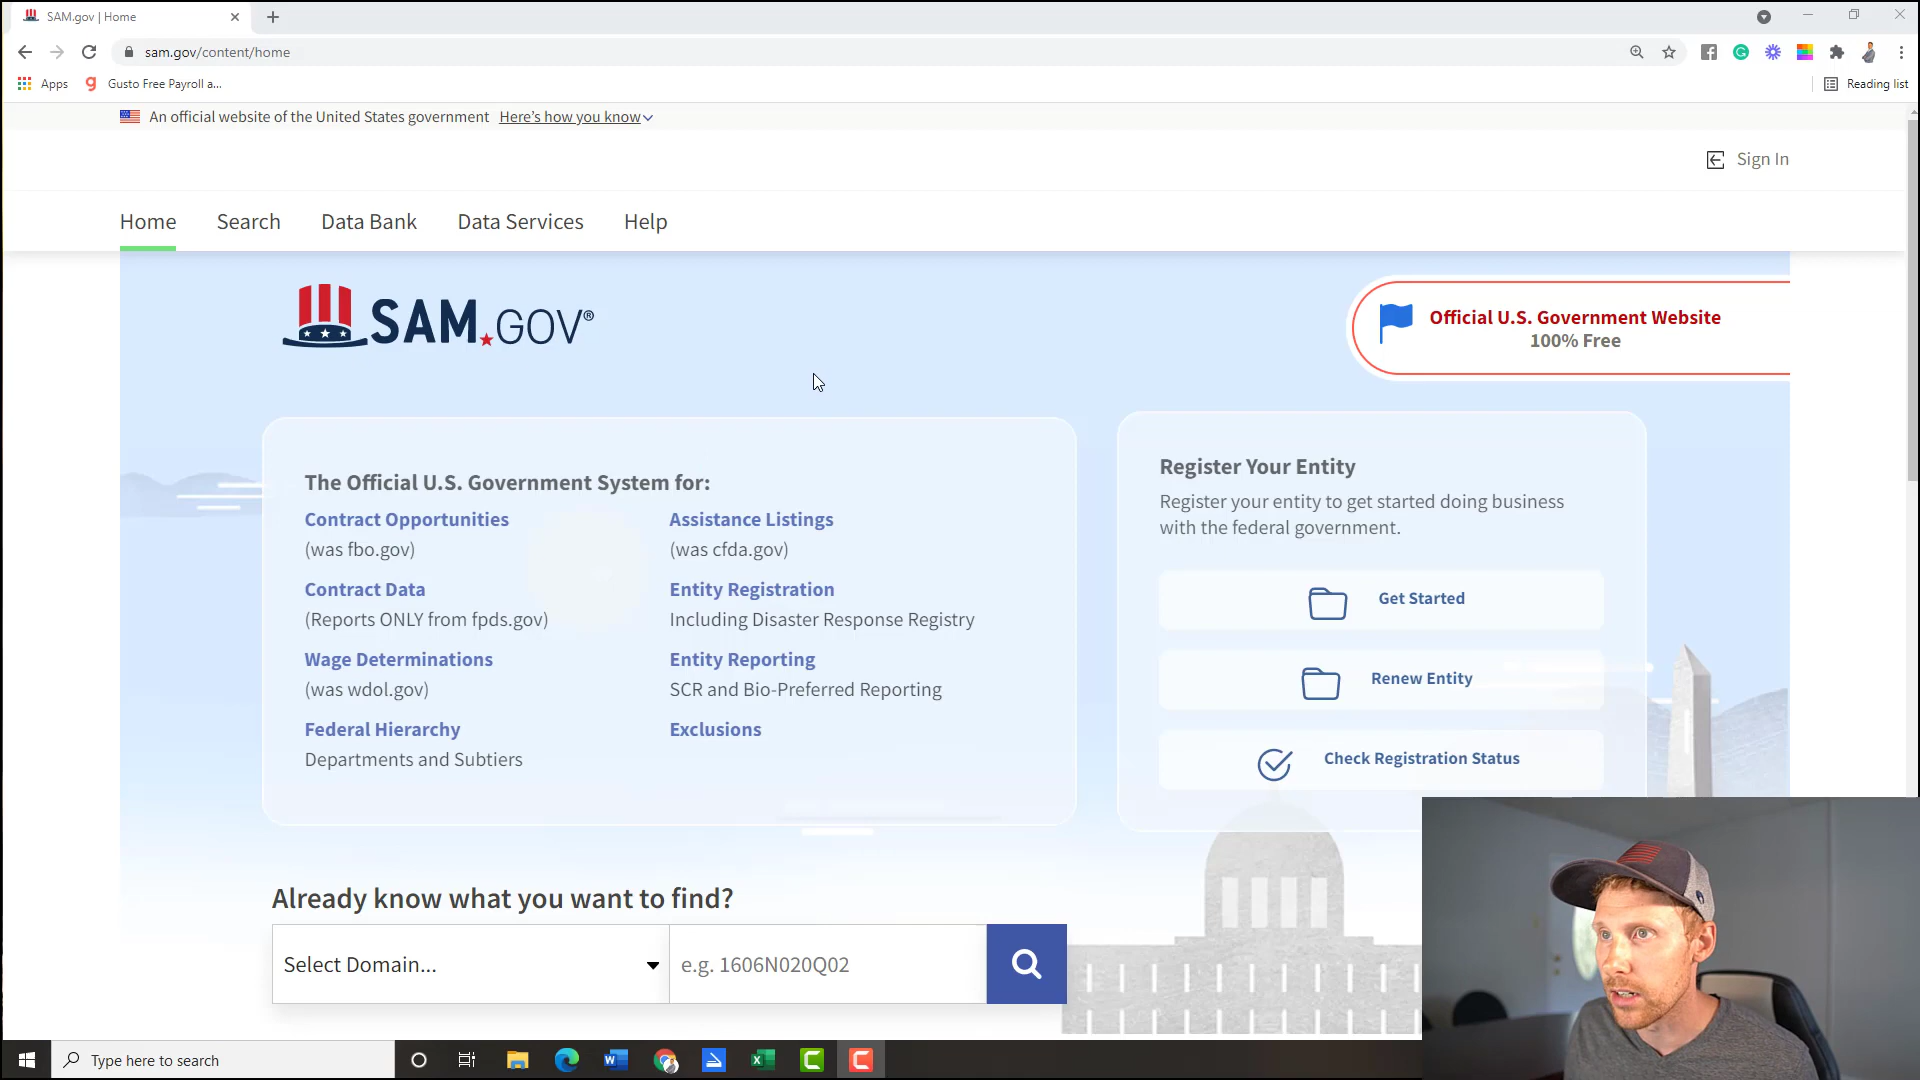 SAM.gov | Home
sam.gov/content/home
Apps
Gusto Free Payroll a...
Reading list
An official website of the United States government Here's how you know
Sign In
Home Search Data Bank Data Services Help
SAM.GOV®
Official U.S. Government Website
100% Free
The Official U.S. Government System for:
Contract Opportunities
(was fbo.gov)
Contract Data
(Reports ONLY from fpds.gov)
Wage Determinations
(was wdol.gov)
Federal Hierarchy
Departments and Subtiers
Assistance Listings
(was cfda.gov)
Entity Registration
Including Disaster Response Registry
Entity Reporting
SCR and Bio-Preferred Reporting
Exclusions
Register Your Entity
Register your entity to get started doing business
with the federal government.
Get Started
Renew Entity
Check Registration Status
Already know what you want to find?
Select Domain...
e.g. 1606N020Q02
Type here to search